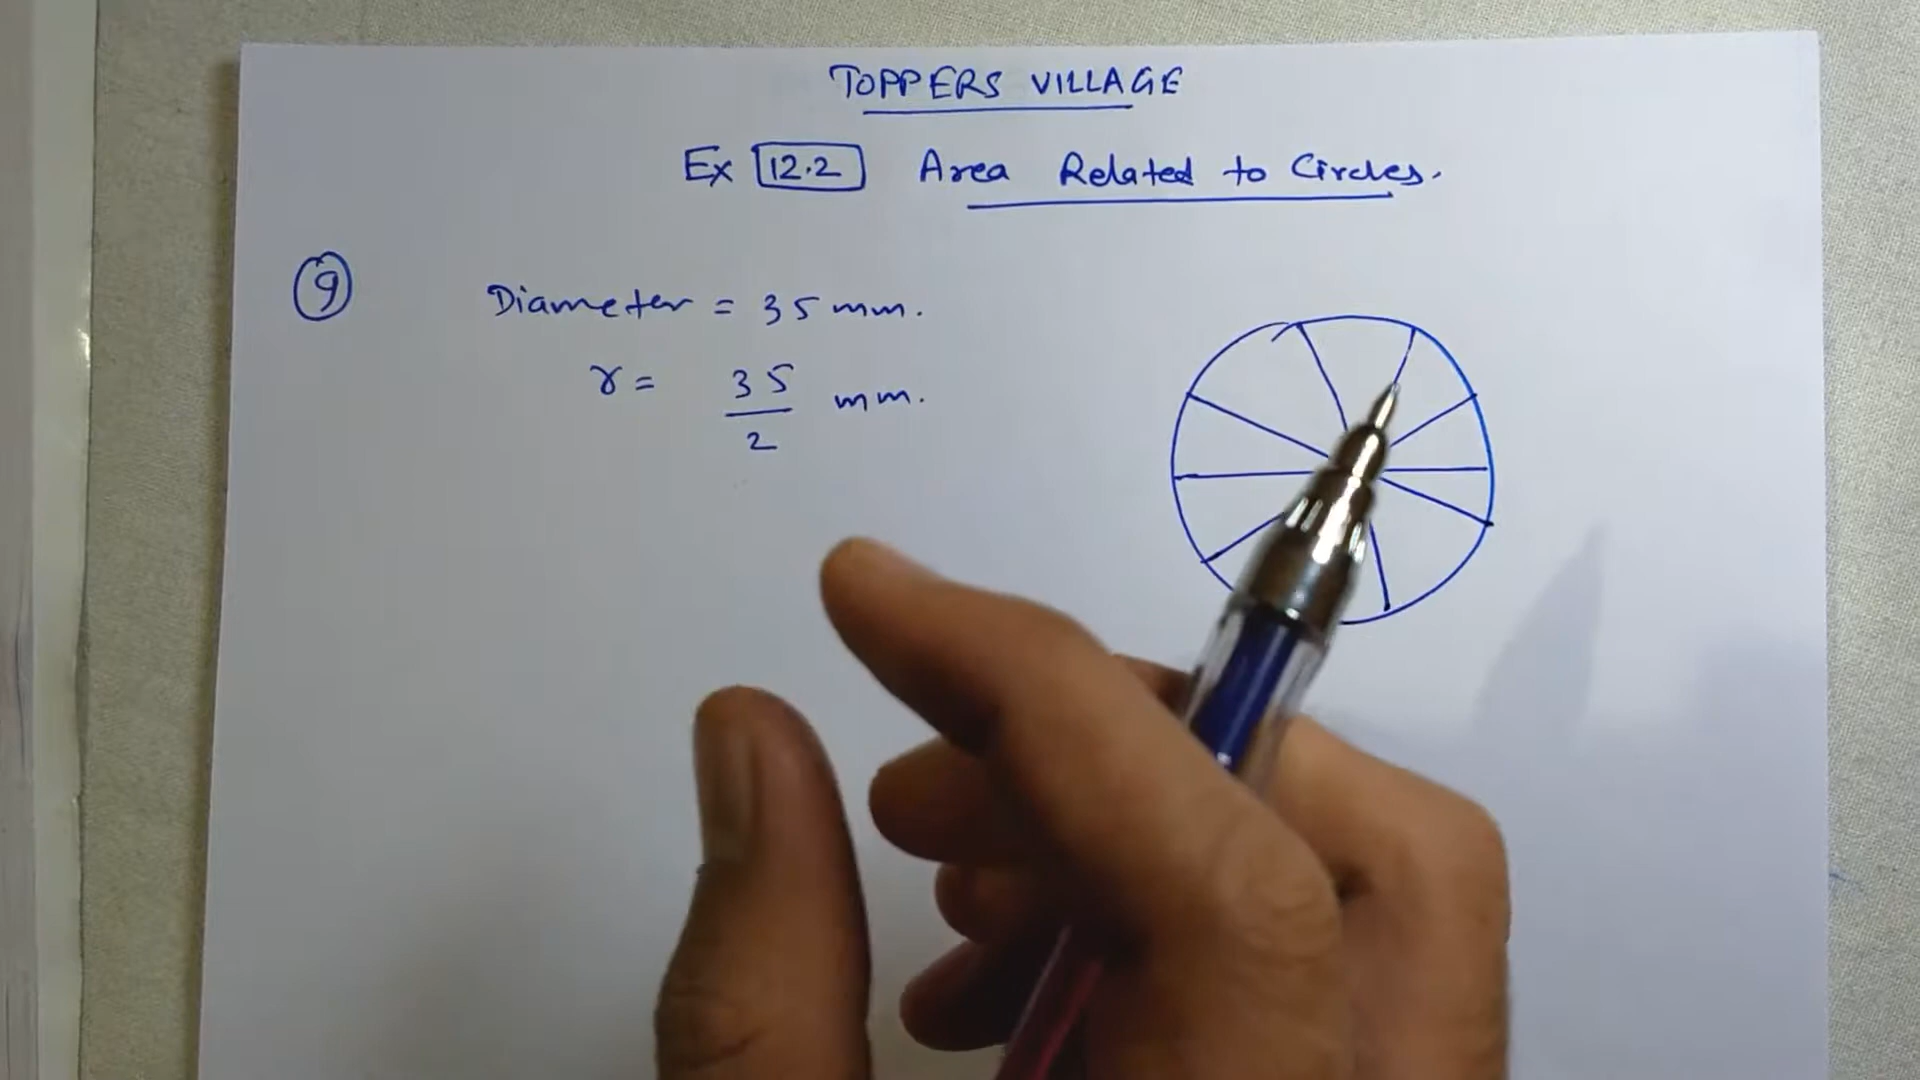 TOPPERS VILLAGE
Ex 12.2 Area Related to Circles.
9 Diameter = 35 mm.
r = 35/2 mm.